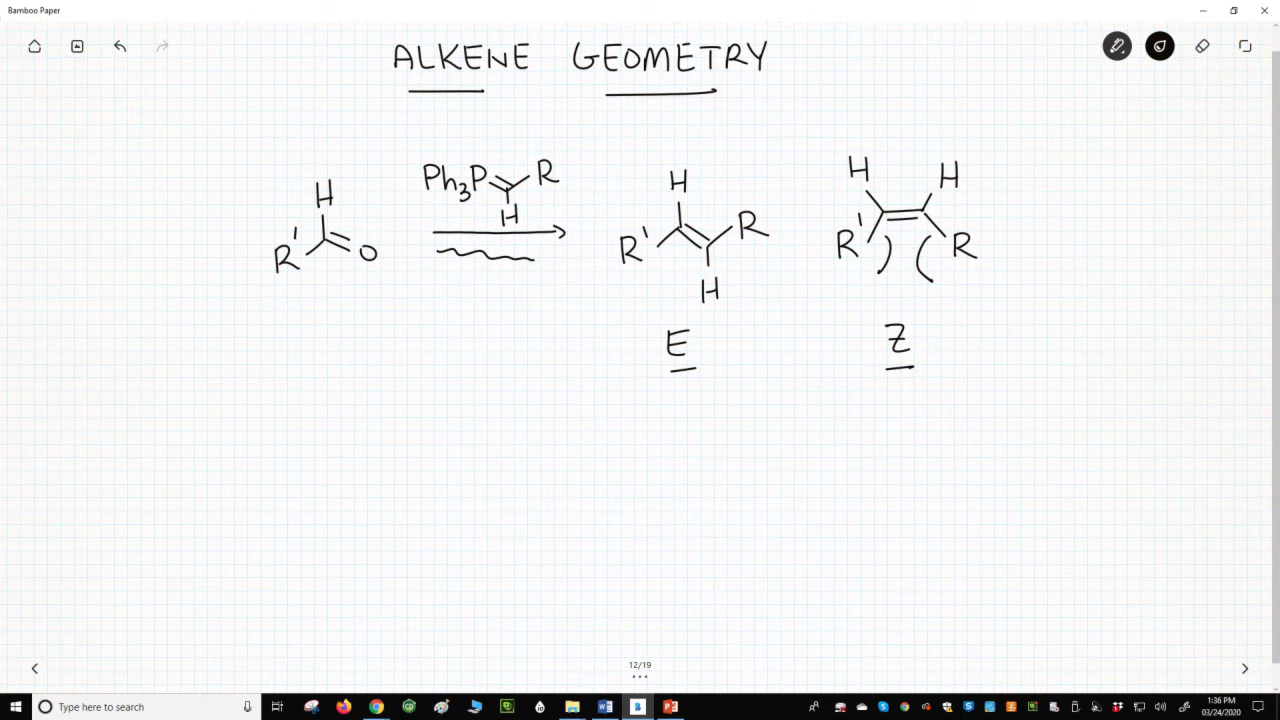 Bamboo Paper
ALKENE GEOMETRY
Ph3P R
H
H
R' O
H
R' R
H
H H
R' R
E Z
12/19
Type here to search
1:36 PM
03/24/2020